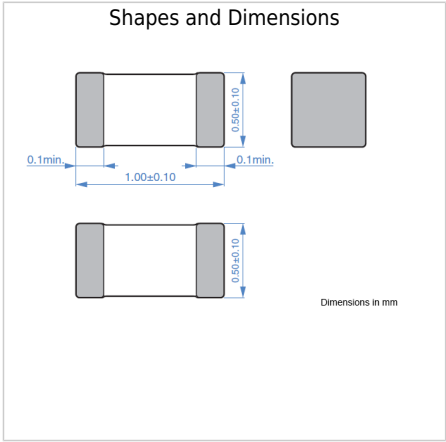 Shapes and Dimensions
0.50±0.10
0.1min.
0.1min.
1.00±0.10
0.50±0.10
Dimensions in mm